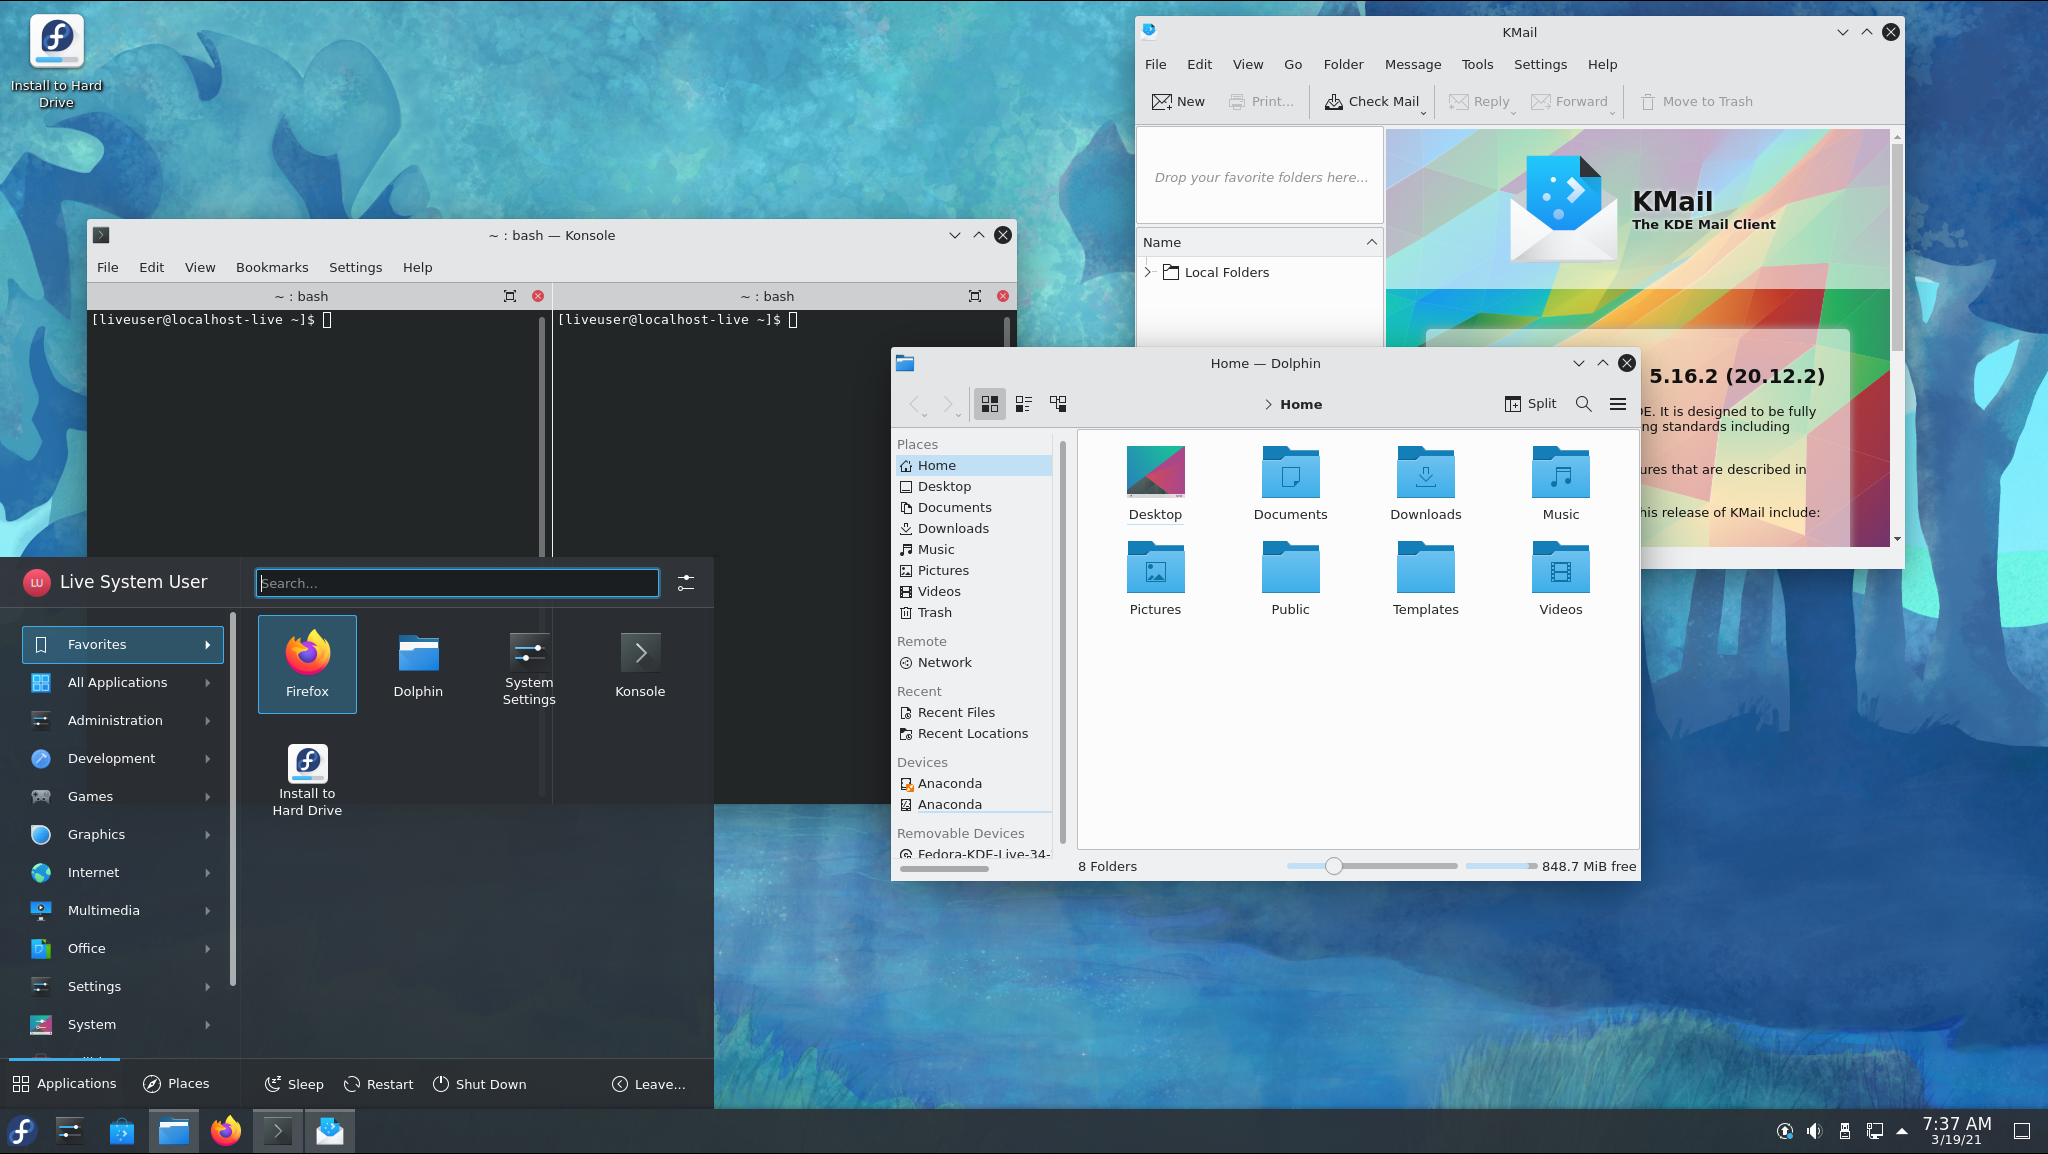 Install to Hard
Drive
KMail
File Edit View Go Folder Message Tools Settings Help
New Print... Check Mail Reply Forward Move to Trash
Drop your favorite folders here...
Name
Local Folders
KMail
The KDE Mail Client
5.16.2 (20.12.2)
DE. It is designed to be fully
ng standards including
ures that are described in
his release of KMail include:
~ : bash — Konsole
File Edit View Bookmarks Settings Help
~ : bash
~ : bash
[liveuser@localhost-live ~]$
[liveuser@localhost-live ~]$
Home — Dolphin
> Home
Split
Places
Home
Desktop
Documents
Downloads
Music
Pictures
Videos
Trash
Remote
Network
Recent
Recent Files
Recent Locations
Devices
Anaconda
Anaconda
Removable Devices
Fedora-KDE-Live-34-
Desktop Documents Downloads Music
Pictures Public Templates Videos
8 Folders
848.7 MiB free
LU
Live System User
Search...
Favorites
All Applications
Administration
Development
Games
Graphics
Internet
Multimedia
Office
Settings
System
Firefox
Dolphin
System
Settings
Konsole
Install to
Hard Drive
Applications Places Sleep Restart Shut Down Leave...
7:37 AM
3/19/21